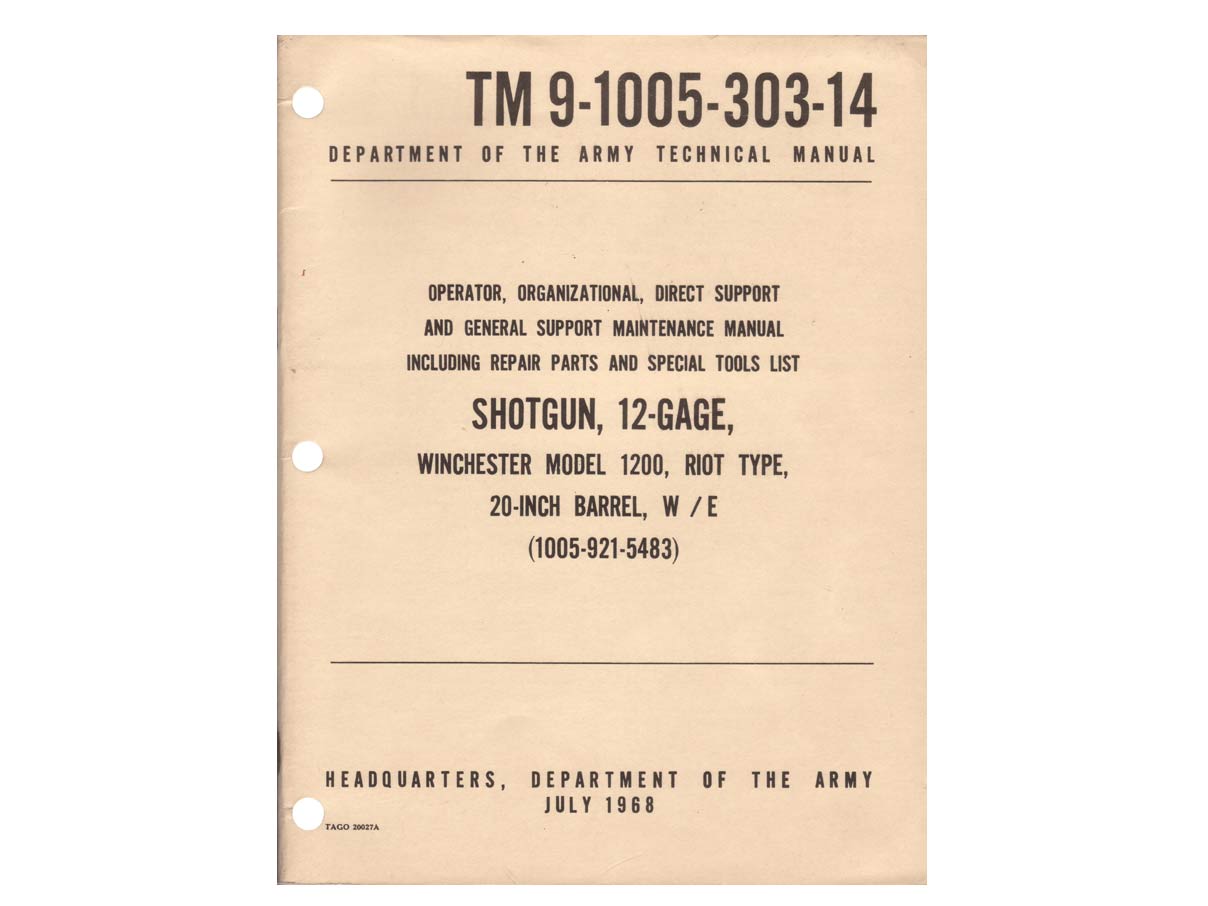 TM 9-1005-303-14
DEPARTMENT OF THE ARMY TECHNICAL MANUAL
OPERATOR, ORGANIZATIONAL, DIRECT SUPPORT
AND GENERAL SUPPORT MAINTENANCE MANUAL
INCLUDING REPAIR PARTS AND SPECIAL TOOLS LIST
SHOTGUN, 12-GAGE,
WINCHESTER MODEL 1200, RIOT TYPE,
20-INCH BARREL, W / E
(1005-921-5483)
HEADQUARTERS, DEPARTMENT OF THE ARMY
JULY 1968
TAGO 20027A